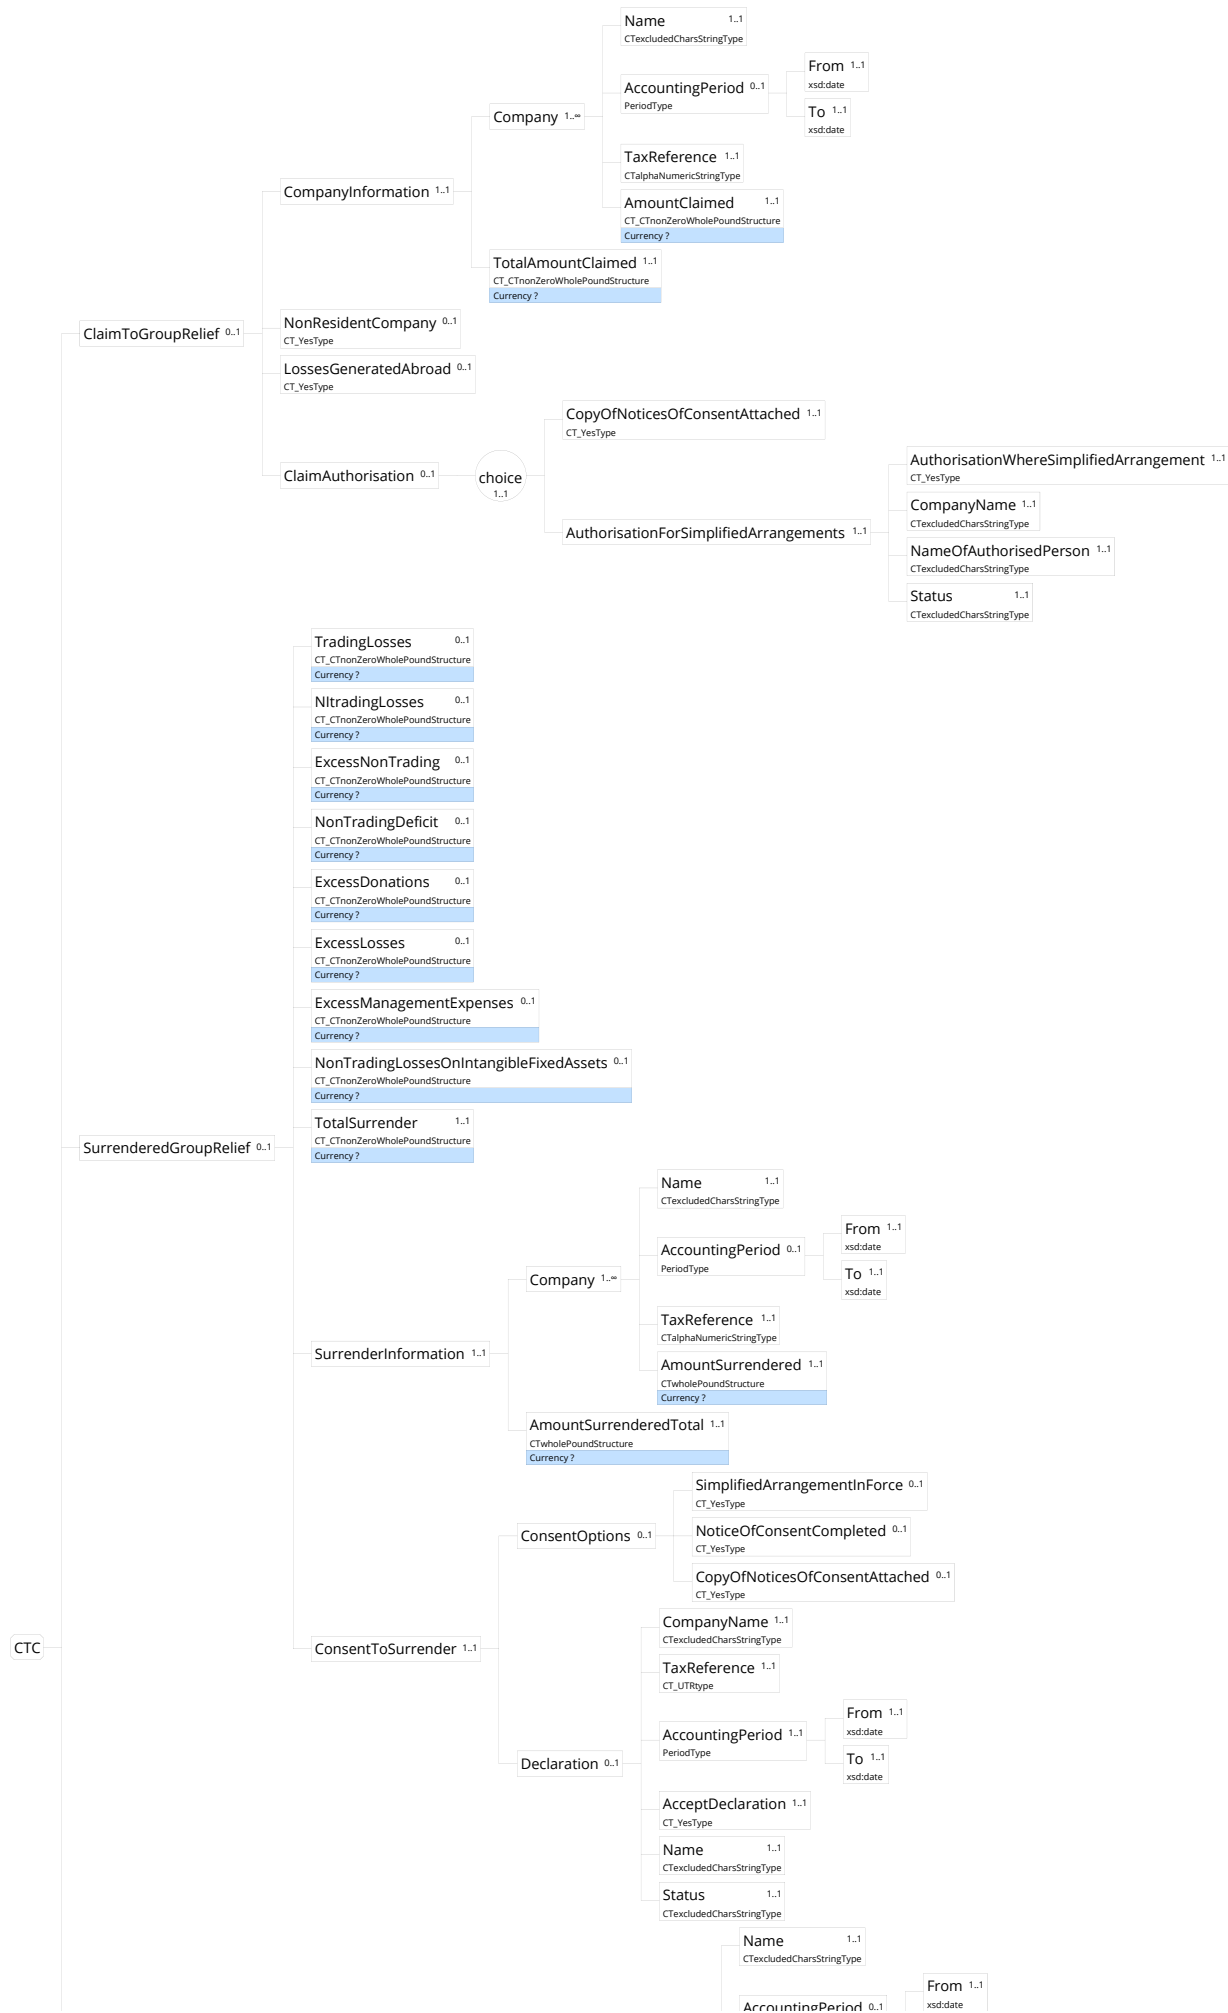 Name 1..1
CTexcludedCharsStringType
AccountingPeriod 0..1
PeriodType
From 1..1
xsd:date
To 1..1
xsd:date
Company 1..∞
TaxReference 1..1
CTalphaNumericStringType
CompanyInformation 1..1
AmountClaimed 1..1
CT_CTnonZeroWholePoundStructure
Currency ?
TotalAmountClaimed 1..1
CT_CTnonZeroWholePoundStructure
Currency ?
ClaimToGroupRelief 0..1
NonResidentCompany 0..1
CT_YesType
LossesGeneratedAbroad 0..1
CT_YesType
CopyOfNoticesOfConsentAttached 1..1
CT_YesType
ClaimAuthorisation 0..1
choice
1..1
AuthorisationWhereSimplifiedArrangement 1..1
CT_YesType
CompanyName 1..1
CTexcludedCharsStringType
AuthorisationForSimplifiedArrangements 1..1
NameOfAuthorisedPerson 1..1
CTexcludedCharsStringType
Status 1..1
CTexcludedCharsStringType
TradingLosses 0..1
CT_CTnonZeroWholePoundStructure
Currency ?
NItradingLosses 0..1
CT_CTnonZeroWholePoundStructure
Currency ?
ExcessNonTrading 0..1
CT_CTnonZeroWholePoundStructure
Currency ?
NonTradingDeficit 0..1
CT_CTnonZeroWholePoundStructure
Currency ?
ExcessDonations 0..1
CT_CTnonZeroWholePoundStructure
Currency ?
ExcessLosses 0..1
CT_CTnonZeroWholePoundStructure
Currency ?
ExcessManagementExpenses 0..1
CT_CTnonZeroWholePoundStructure
Currency ?
NonTradingLossesOnIntangibleFixedAssets 0..1
CT_CTnonZeroWholePoundStructure
Currency ?
SurrenderedGroupRelief 0..1
TotalSurrender 1..1
CT_CTnonZeroWholePoundStructure
Currency ?
Name 1..1
CTexcludedCharsStringType
AccountingPeriod 0..1
PeriodType
From 1..1
xsd:date
To 1..1
xsd:date
Company 1..∞
TaxReference 1..1
CTalphaNumericStringType
SurrenderInformation 1..1
AmountSurrendered 1..1
CTwholePoundStructure
Currency ?
AmountSurrenderedTotal 1..1
CTwholePoundStructure
Currency ?
SimplifiedArrangementInForce 0..1
CT_YesType
ConsentOptions 0..1
NoticeOfConsentCompleted 0..1
CT_YesType
CopyOfNoticesOfConsentAttached 0..1
CT_YesType
CTC
ConsentToSurrender 1..1
CompanyName 1..1
CTexcludedCharsStringType
TaxReference 1..1
CT_UTRtype
AccountingPeriod 1..1
PeriodType
From 1..1
xsd:date
To 1..1
xsd:date
Declaration 0..1
AcceptDeclaration 1..1
CT_YesType
Name 1..1
CTexcludedCharsStringType
Status 1..1
CTexcludedCharsStringType
Name 1..1
CTexcludedCharsStringType
From 1..1
xsd:date
AccountingPeriod 0..1